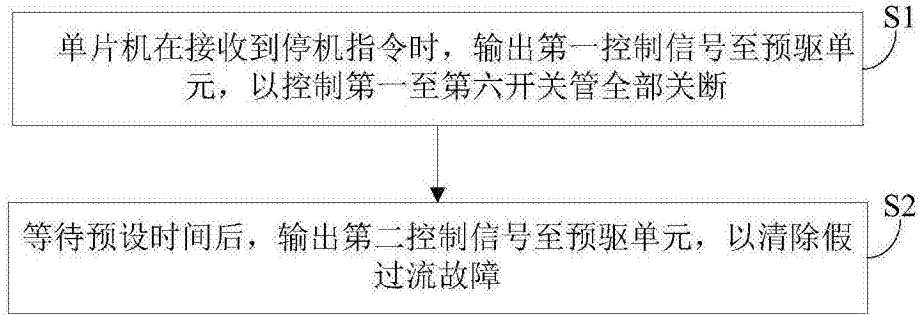 S1
单片机在接收到停机指令时，输出第一控制信号至预驱单
元，以控制第一至第六开关管全部关断
S2
等待预设时间后，输出第二控制信号至预驱单元，以清除假
过流故障